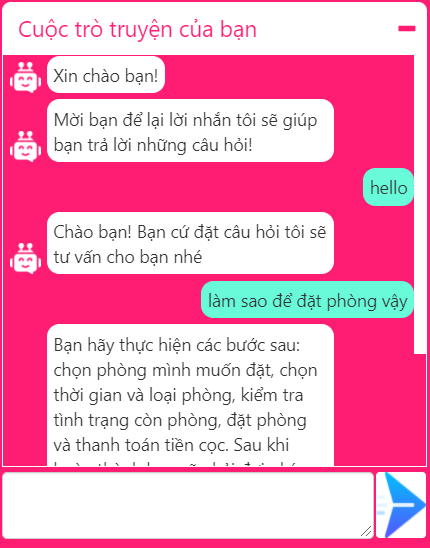 Cuộc trò truyện của bạn
Xin chào bạn!
Mời bạn để lại lời nhắn tôi sẽ giúp
bạn trả lời những câu hỏi!
hello
Chào bạn! Bạn cứ đặt câu hỏi tôi sẽ
tư vấn cho bạn nhé
làm sao để đặt phòng vậy
Bạn hãy thực hiện các bước sau:
chọn phòng mình muốn đặt, chọn
thời gian và loại phòng, kiểm tra
tình trạng còn phòng, đặt phòng
và thanh toán tiền cọc. Sau khi